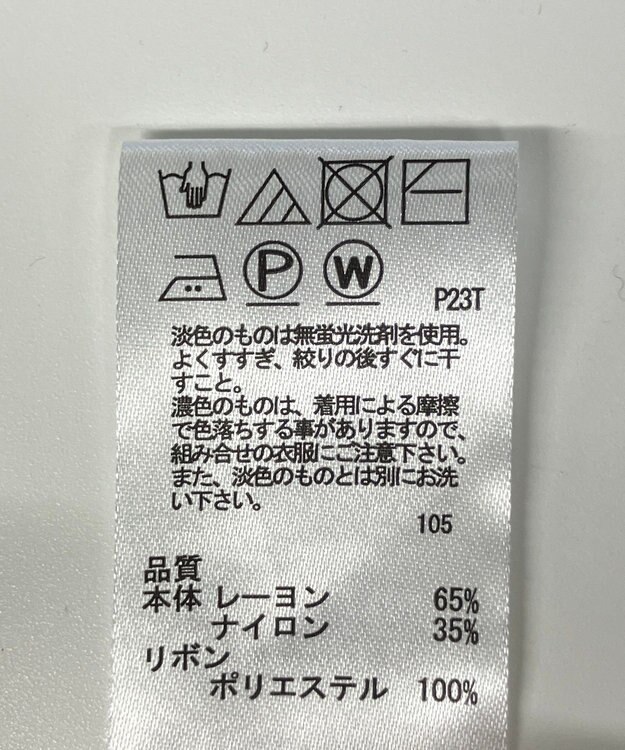 P W
P23T
淡色のものは無蛍光洗剤を使用。
よくすすぎ、絞りの後すぐに干
すこと。
濃色のものは、着用による摩擦
で色落ちする事がありますので、
組み合せの衣服にご注意下さい。
また、淡色のものとは別にお洗
い下さい。
105
品質
本体 レーヨン 65%
ナイロン 35%
リボン
ポリエステル 100%